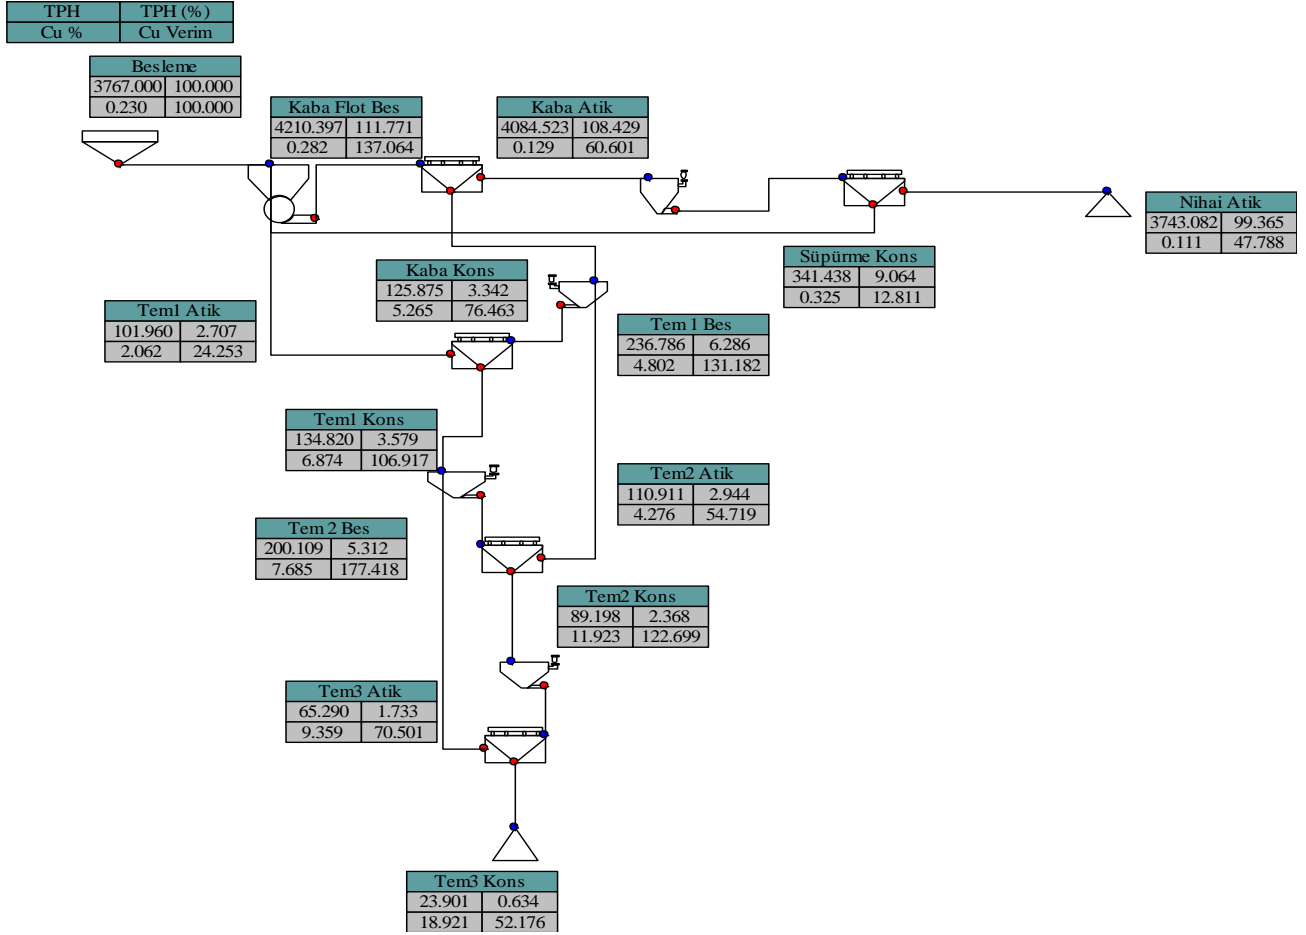 TPH TPH (%)
Cu % Cu Verim
Besleme
3767.000 100.000
0.230 100.000
Kaba Flot Bes
4210.397 111.771
0.282 137.064
Kaba Atik
4084.523 108.429
0.129 60.601
Nihai Atik
3743.082 99.365
0.111 47.788
Süpürme Kons
341.438 9.064
0.325 12.811
Kaba Kons
125.875 3.342
5.265 76.463
Tem1 Atik
101.960 2.707
2.062 24.253
Tem 1 Bes
236.786 6.286
4.802 131.182
Tem1 Kons
134.820 3.579
6.874 106.917
Tem2 Atik
110.911 2.944
4.276 54.719
Tem 2 Bes
200.109 5.312
7.685 177.418
Tem2 Kons
89.198 2.368
11.923 122.699
Tem3 Atik
65.290 1.733
9.359 70.501
Tem3 Kons
23.901 0.634
18.921 52.176